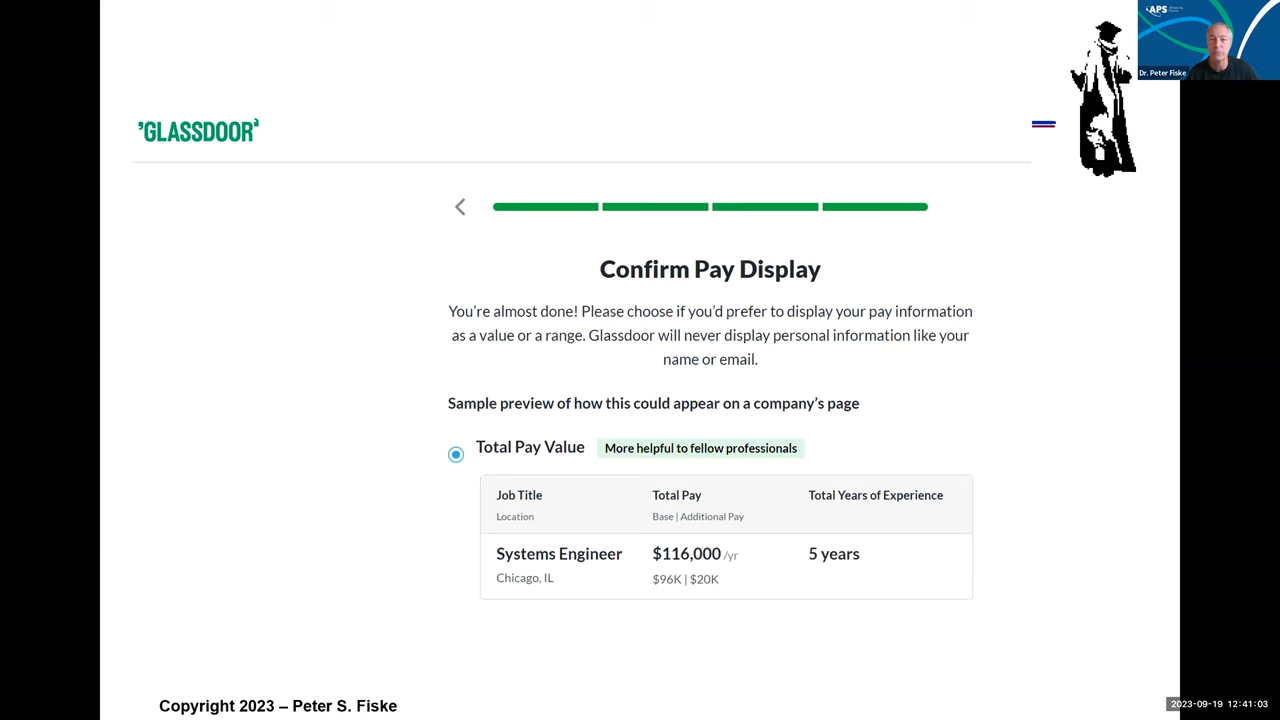 APS
Dr. Peter Fiske
'GLASSDOOR'
Confirm Pay Display
You’re almost done! Please choose if you’d prefer to display your pay information
as a value or a range. Glassdoor will never display personal information like your
name or email.
Sample preview of how this could appear on a company’s page
Total Pay Value More helpful to fellow professionals
Job Title Total Pay Total Years of Experience
Location Base | Additional Pay
Systems Engineer $116,000 /yr 5 years
Chicago, IL $96K | $20K
Copyright 2023 – Peter S. Fiske
2023-09-19 12:41:03